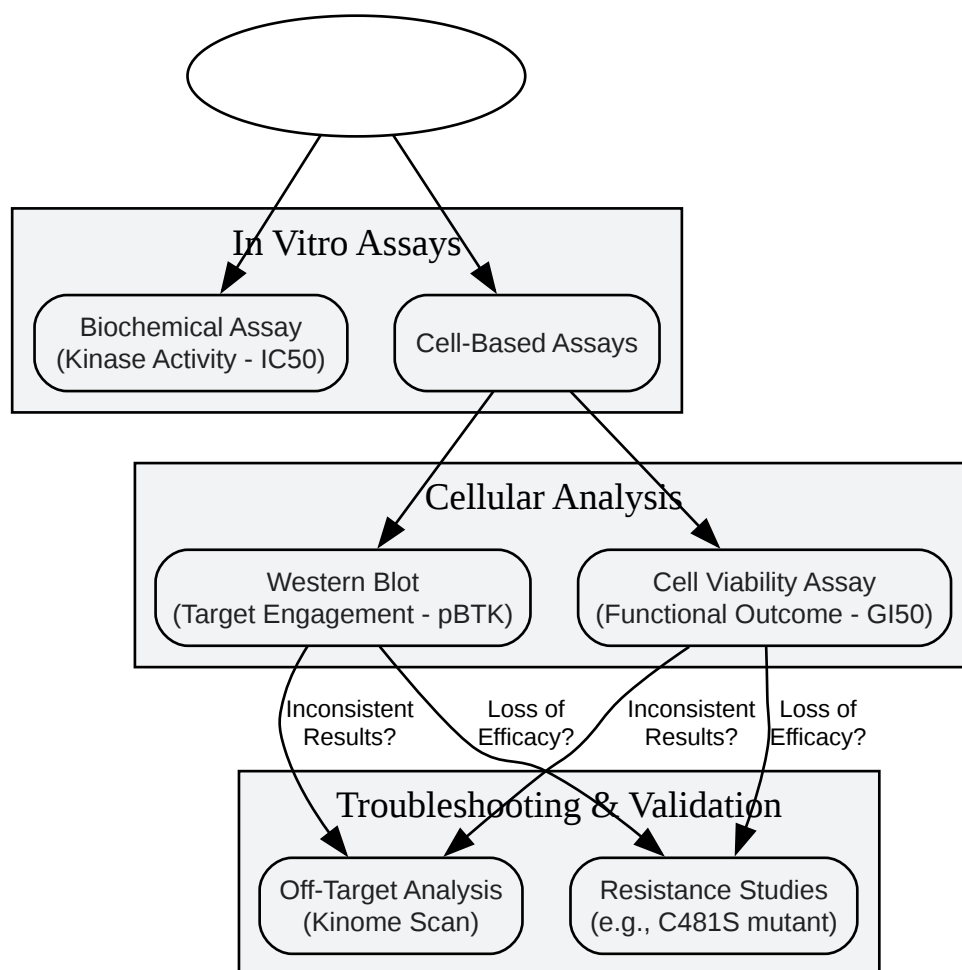 In Vitro Assays
Biochemical Assay
(Kinase Activity - IC50)
Cell-Based Assays
Cellular Analysis
Western Blot
(Target Engagement - pBTK)
Cell Viability Assay
(Functional Outcome - GI50)
Inconsistent
Results?
Loss of
Efficacy?
Inconsistent
Results?
Loss of
Efficacy?
Troubleshooting & Validation
Off-Target Analysis
(Kinome Scan)
Resistance Studies
(e.g., C481S mutant)